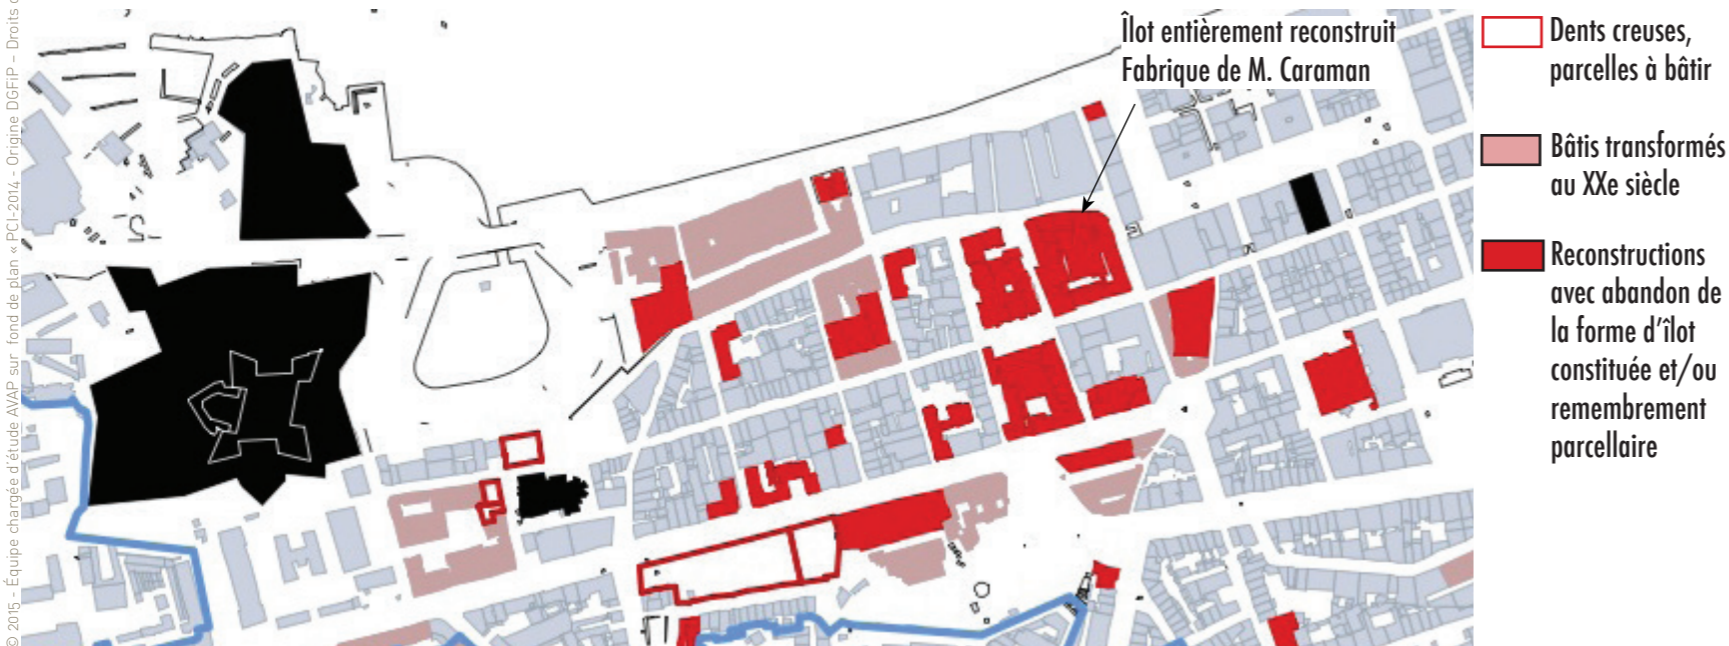 Îlot entièrement reconstruit
Fabrique de M. Caraman
Dents creuses,
parcelles à bâtir
Bâtis transformés
au XXe siècle
Reconstructions
avec abandon de
la forme d’îlot
constituée et/ou
remembrement
parcellaire
© 2015 - Équipe chargée d’étude AVAP sur fond de plan « PCI-2014 - Origine DGFiP - Droits